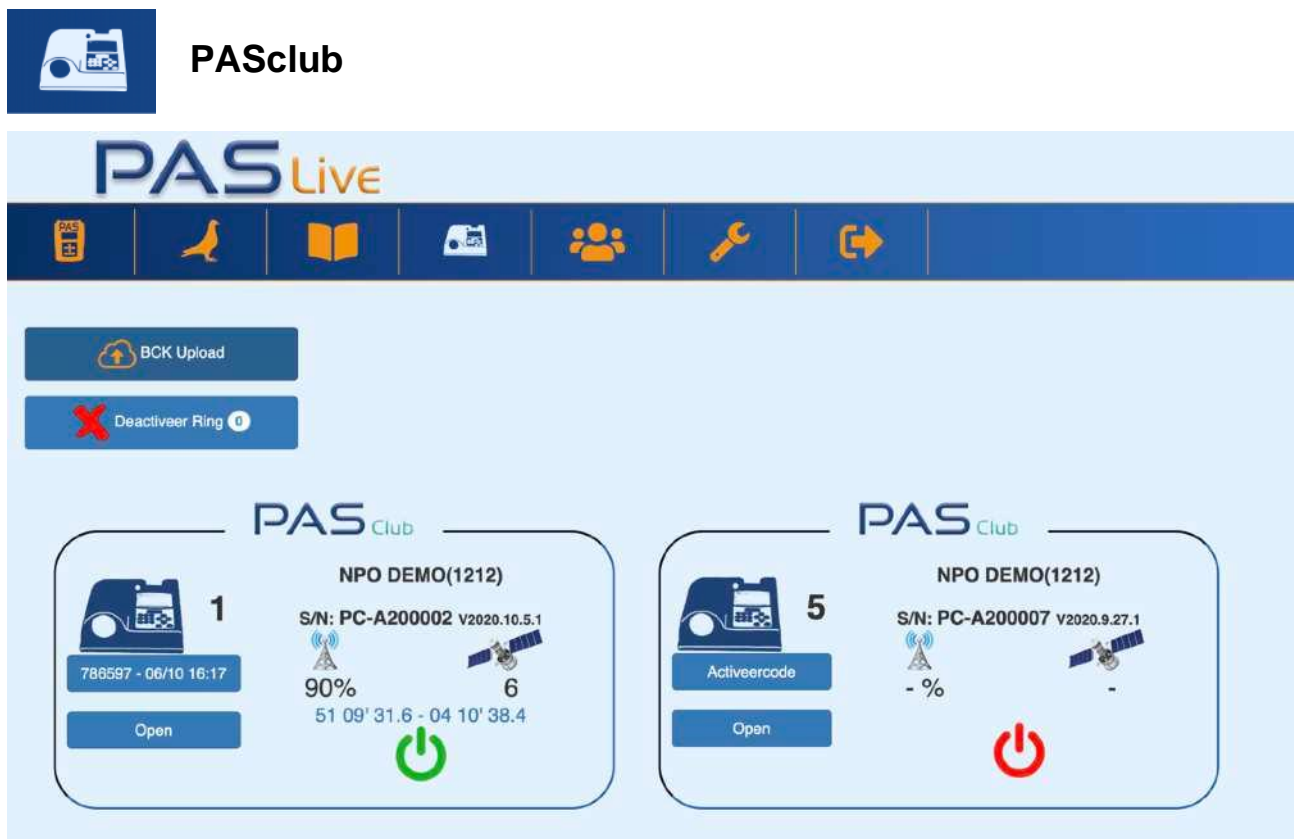 PASclub
PAS Live
PAS
BCK Upload
Deactiveer Ring 0
PAS Club
NPO DEMO(1212)
1
S/N: PC-A200002 V2020.10.5.1
786597 - 06/10 16:17
90% 6
51 09' 31.6 - 04 10' 38.4
Open
PAS Club
NPO DEMO(1212)
5
S/N: PC-A200007 V2020.9.27.1
Activeercode
- % -
Open